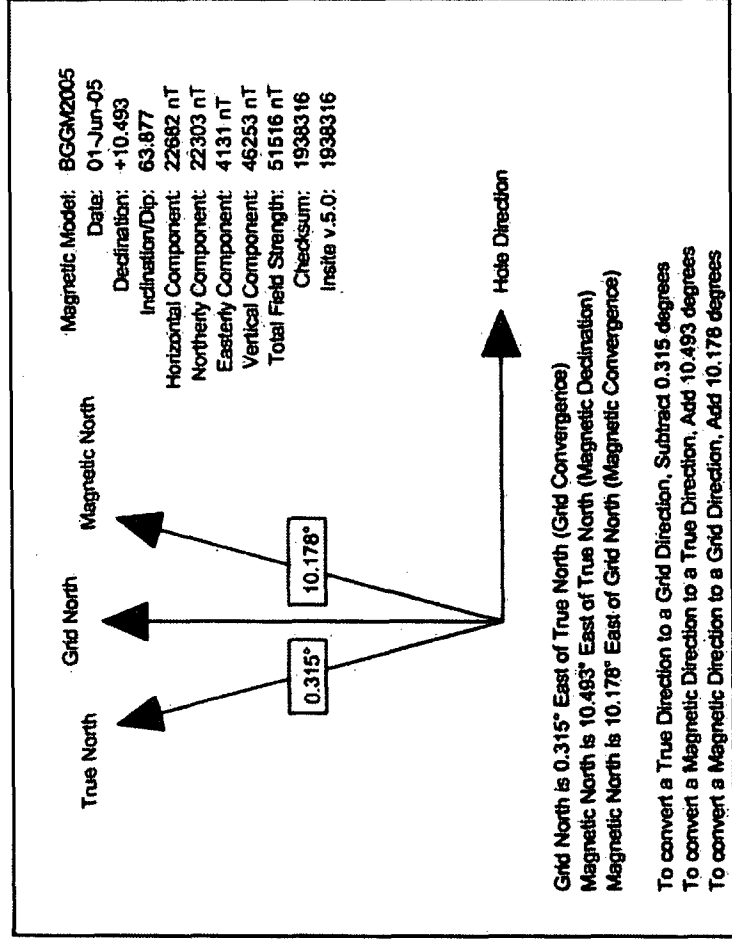 True North
Grid North
Magnetic North
Magnetic Model: BGGM2005
Date: 01-Jun-05
Declination: +10.493
Inclination/Dip: 63.877
Horizontal Component: 22682 nT
Northerly Component: 22303 nT
Easterly Component: 4131 nT
Vertical Component: 46253 nT
Total Field Strength: 51516 nT
Checksum: 1938316
Insite v.5.0: 1938316
0.315°
10.178°
Hole Direction
Grid North is 0.315° East of True North (Grid Convergence)
Magnetic North is 10.493° East of True North (Magnetic Declination)
Magnetic North is 10.178° East of Grid North (Magnetic Convergence)
To convert a True Direction to a Grid Direction, Subtract 0.315 degrees
To convert a Magnetic Direction to a True Direction, Add 10.493 degrees
To convert a Magnetic Direction to a Grid Direction, Add 10.178 degrees